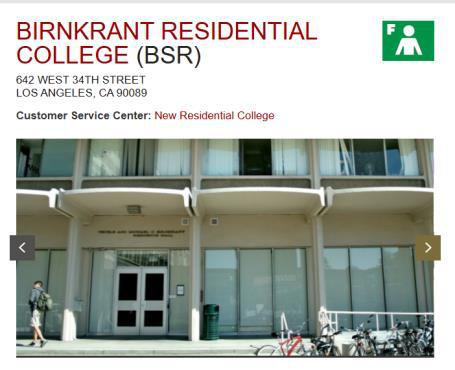 BIRNKRANT RESIDENTIAL
COLLEGE (BSR)
F
642 WEST 34TH STREET
LOS ANGELES, CA 90089
Customer Service Center: New Residential College